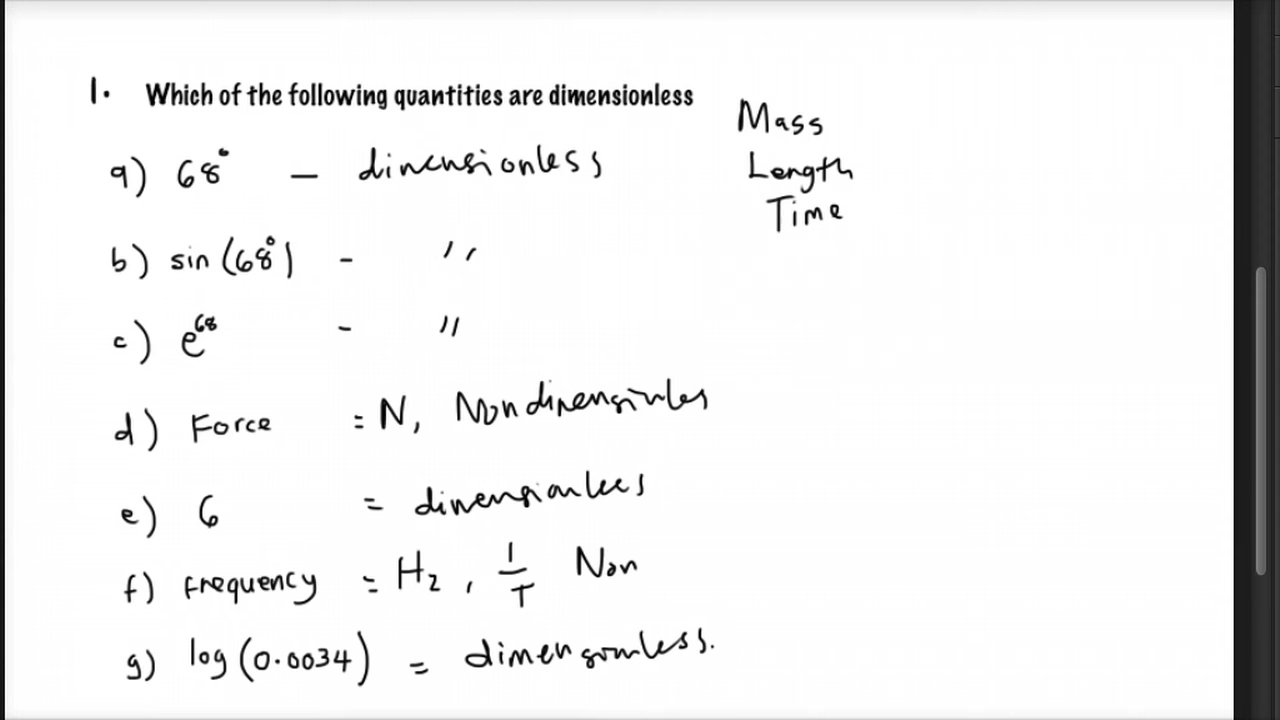 1. Which of the following quantities are dimensionless
Mass
Length
Time
a) 68° – dimensionless
b) sin (68°) - "
c) e^68 - "
d) Force = N, Nondimensionles
e) 6 = dimensionless
f) frequency = Hz, 1/T Non
g) log (0.0034) = dimensionless.